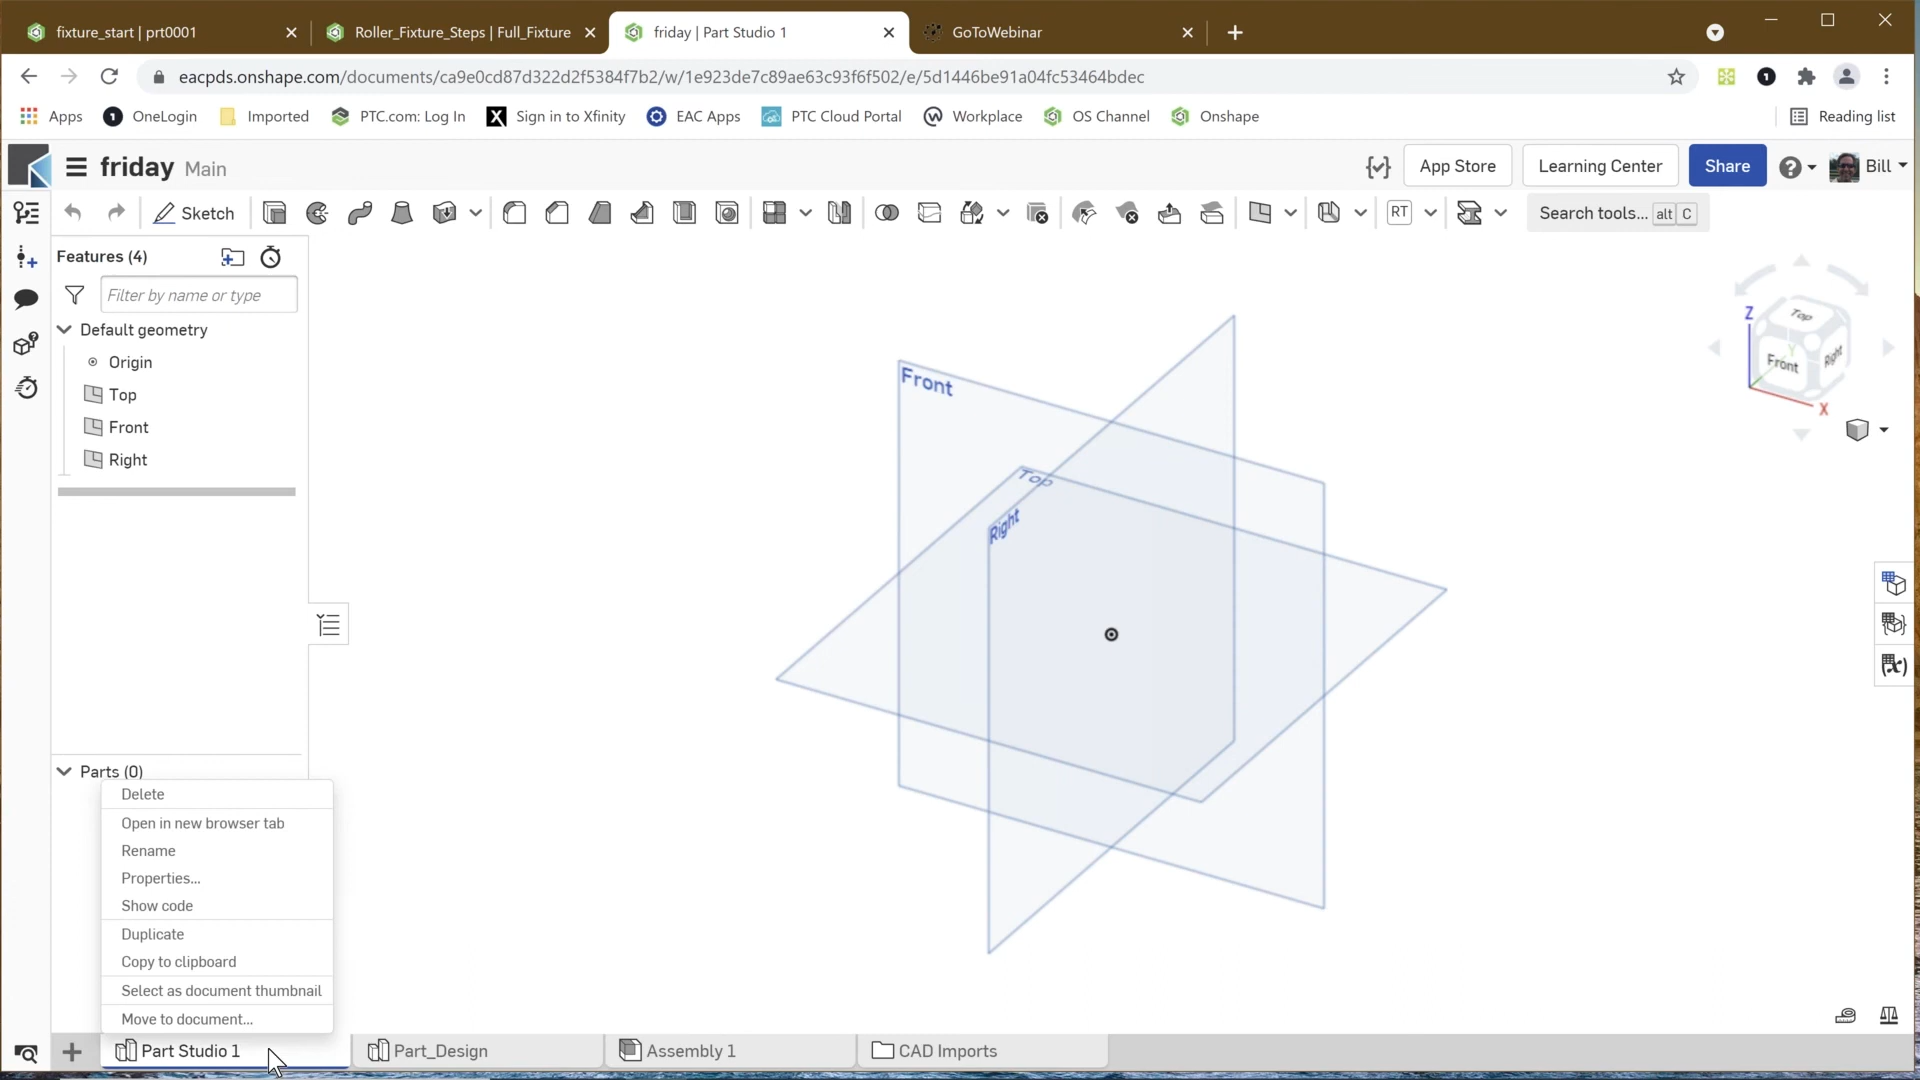 fixture_start | prt0001
Roller_Fixture_Steps | Full_Fixture
friday | Part Studio 1
GoToWebinar
eacpds.onshape.com/documents/ca9e0cd87d322d2f5384f7b2/w/1e923de7c89ae63c93f6f502/e/5d1446be91a04fc53464bdec
Apps
OneLogin
Imported
PTC.com: Log In
Sign in to Xfinity
EAC Apps
PTC Cloud Portal
Workplace
OS Channel
Onshape
Reading list
friday Main
App Store
Learning Center
Share
Bill
Sketch
RT
Search tools... alt C
Features (4)
Filter by name or type
Default geometry
Origin
Top
Front
Right
Front
Top
Right
Z
Top
Y
Front
Right
X
Parts (0)
Delete
Open in new browser tab
Rename
Properties...
Show code
Duplicate
Copy to clipboard
Select as document thumbnail
Move to document...
Part Studio 1
Part_Design
Assembly 1
CAD Imports